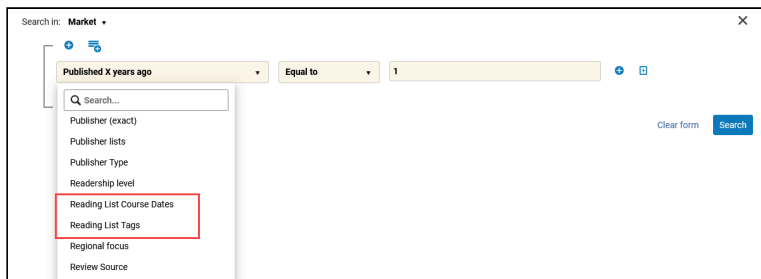 Search in: Market
Published X years ago Equal to 1
Search...
Publisher (exact)
Publisher lists
Clear form Search
Publisher Type
Readership level
Reading List Course Dates
Reading List Tags
Regional focus
Review Source